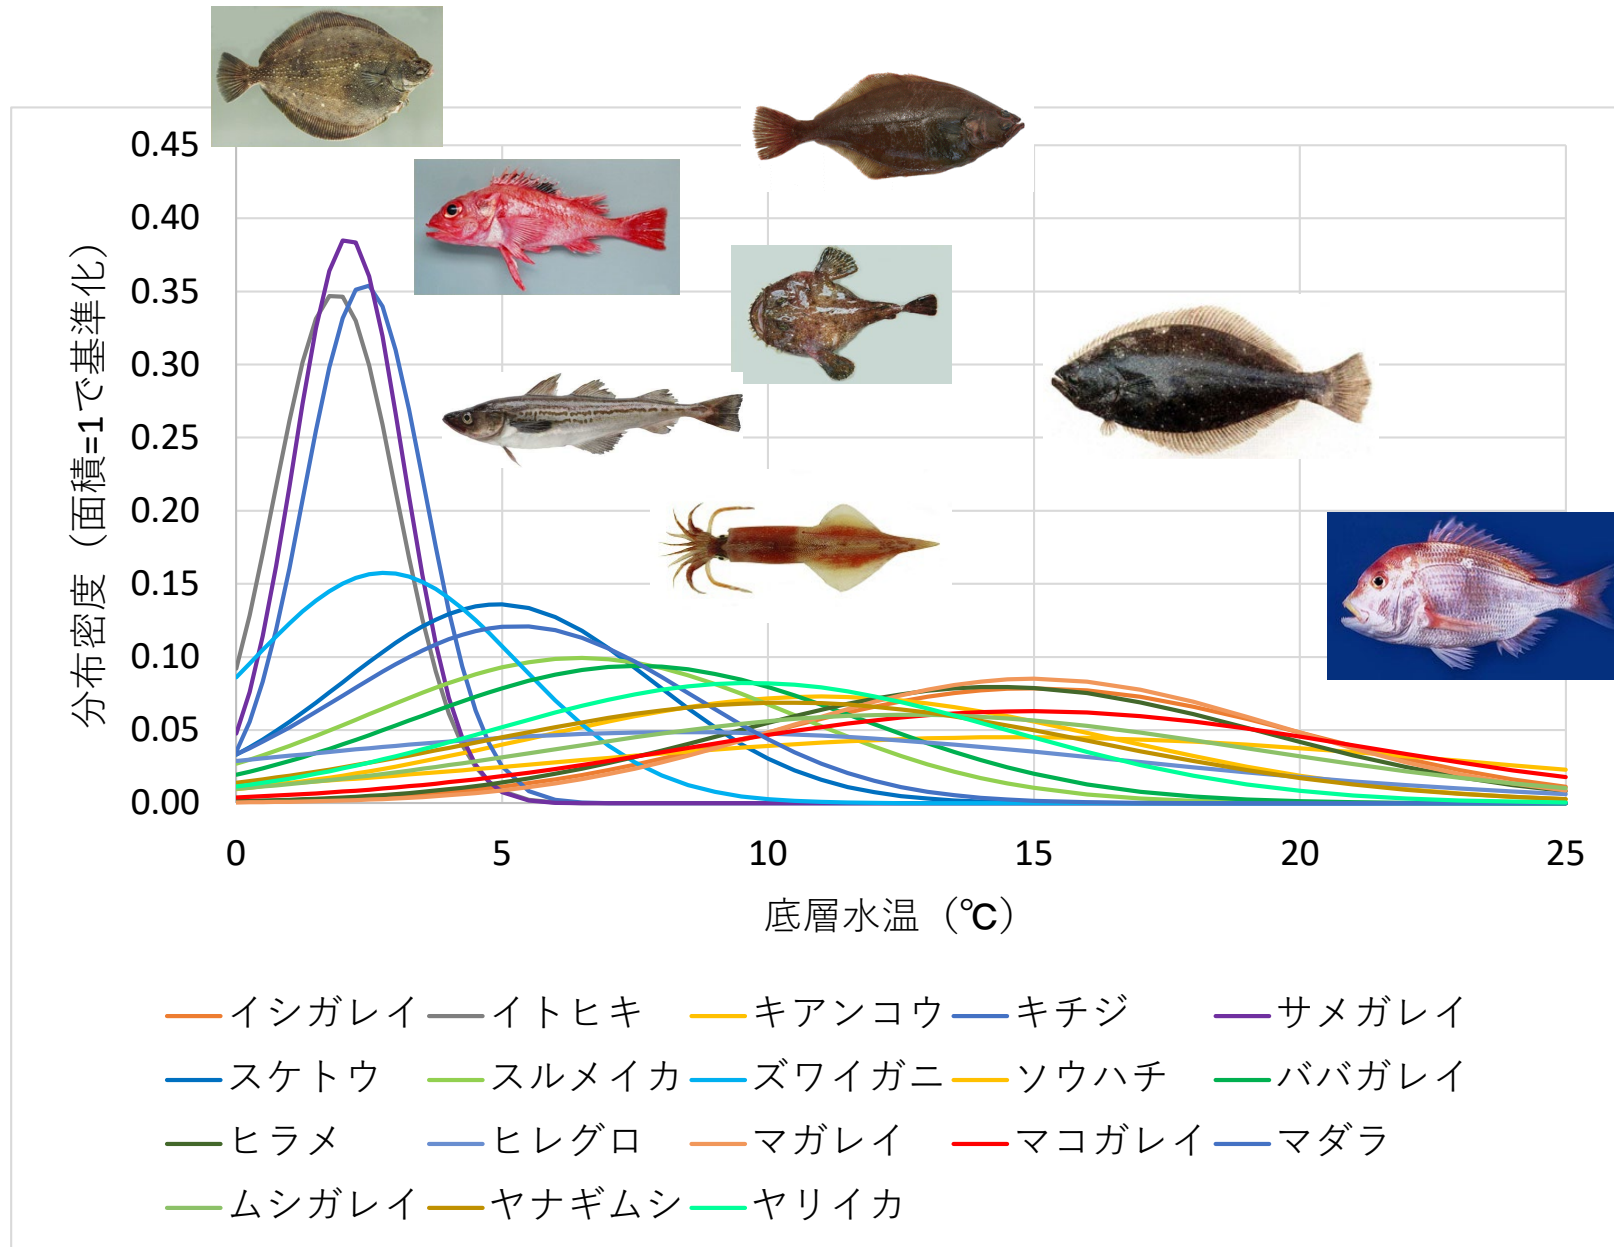 0.45
0.40
0.35
0.30
0.25
0.20
0.15
0.10
0.05
0.00
分布密度（面積=1で基準化）
0 5 10 15 20 25
底層水温（℃）
イシガレイ イトヒキ キアンコウ キチジ サメガレイ
スケトウ スルメイカ ズワイガニ ソウハチ ババガレイ
ヒラメ ヒレグロ マガレイ マコガレイ マダラ
ムシガレイ ヤナギムシ ヤリイカ